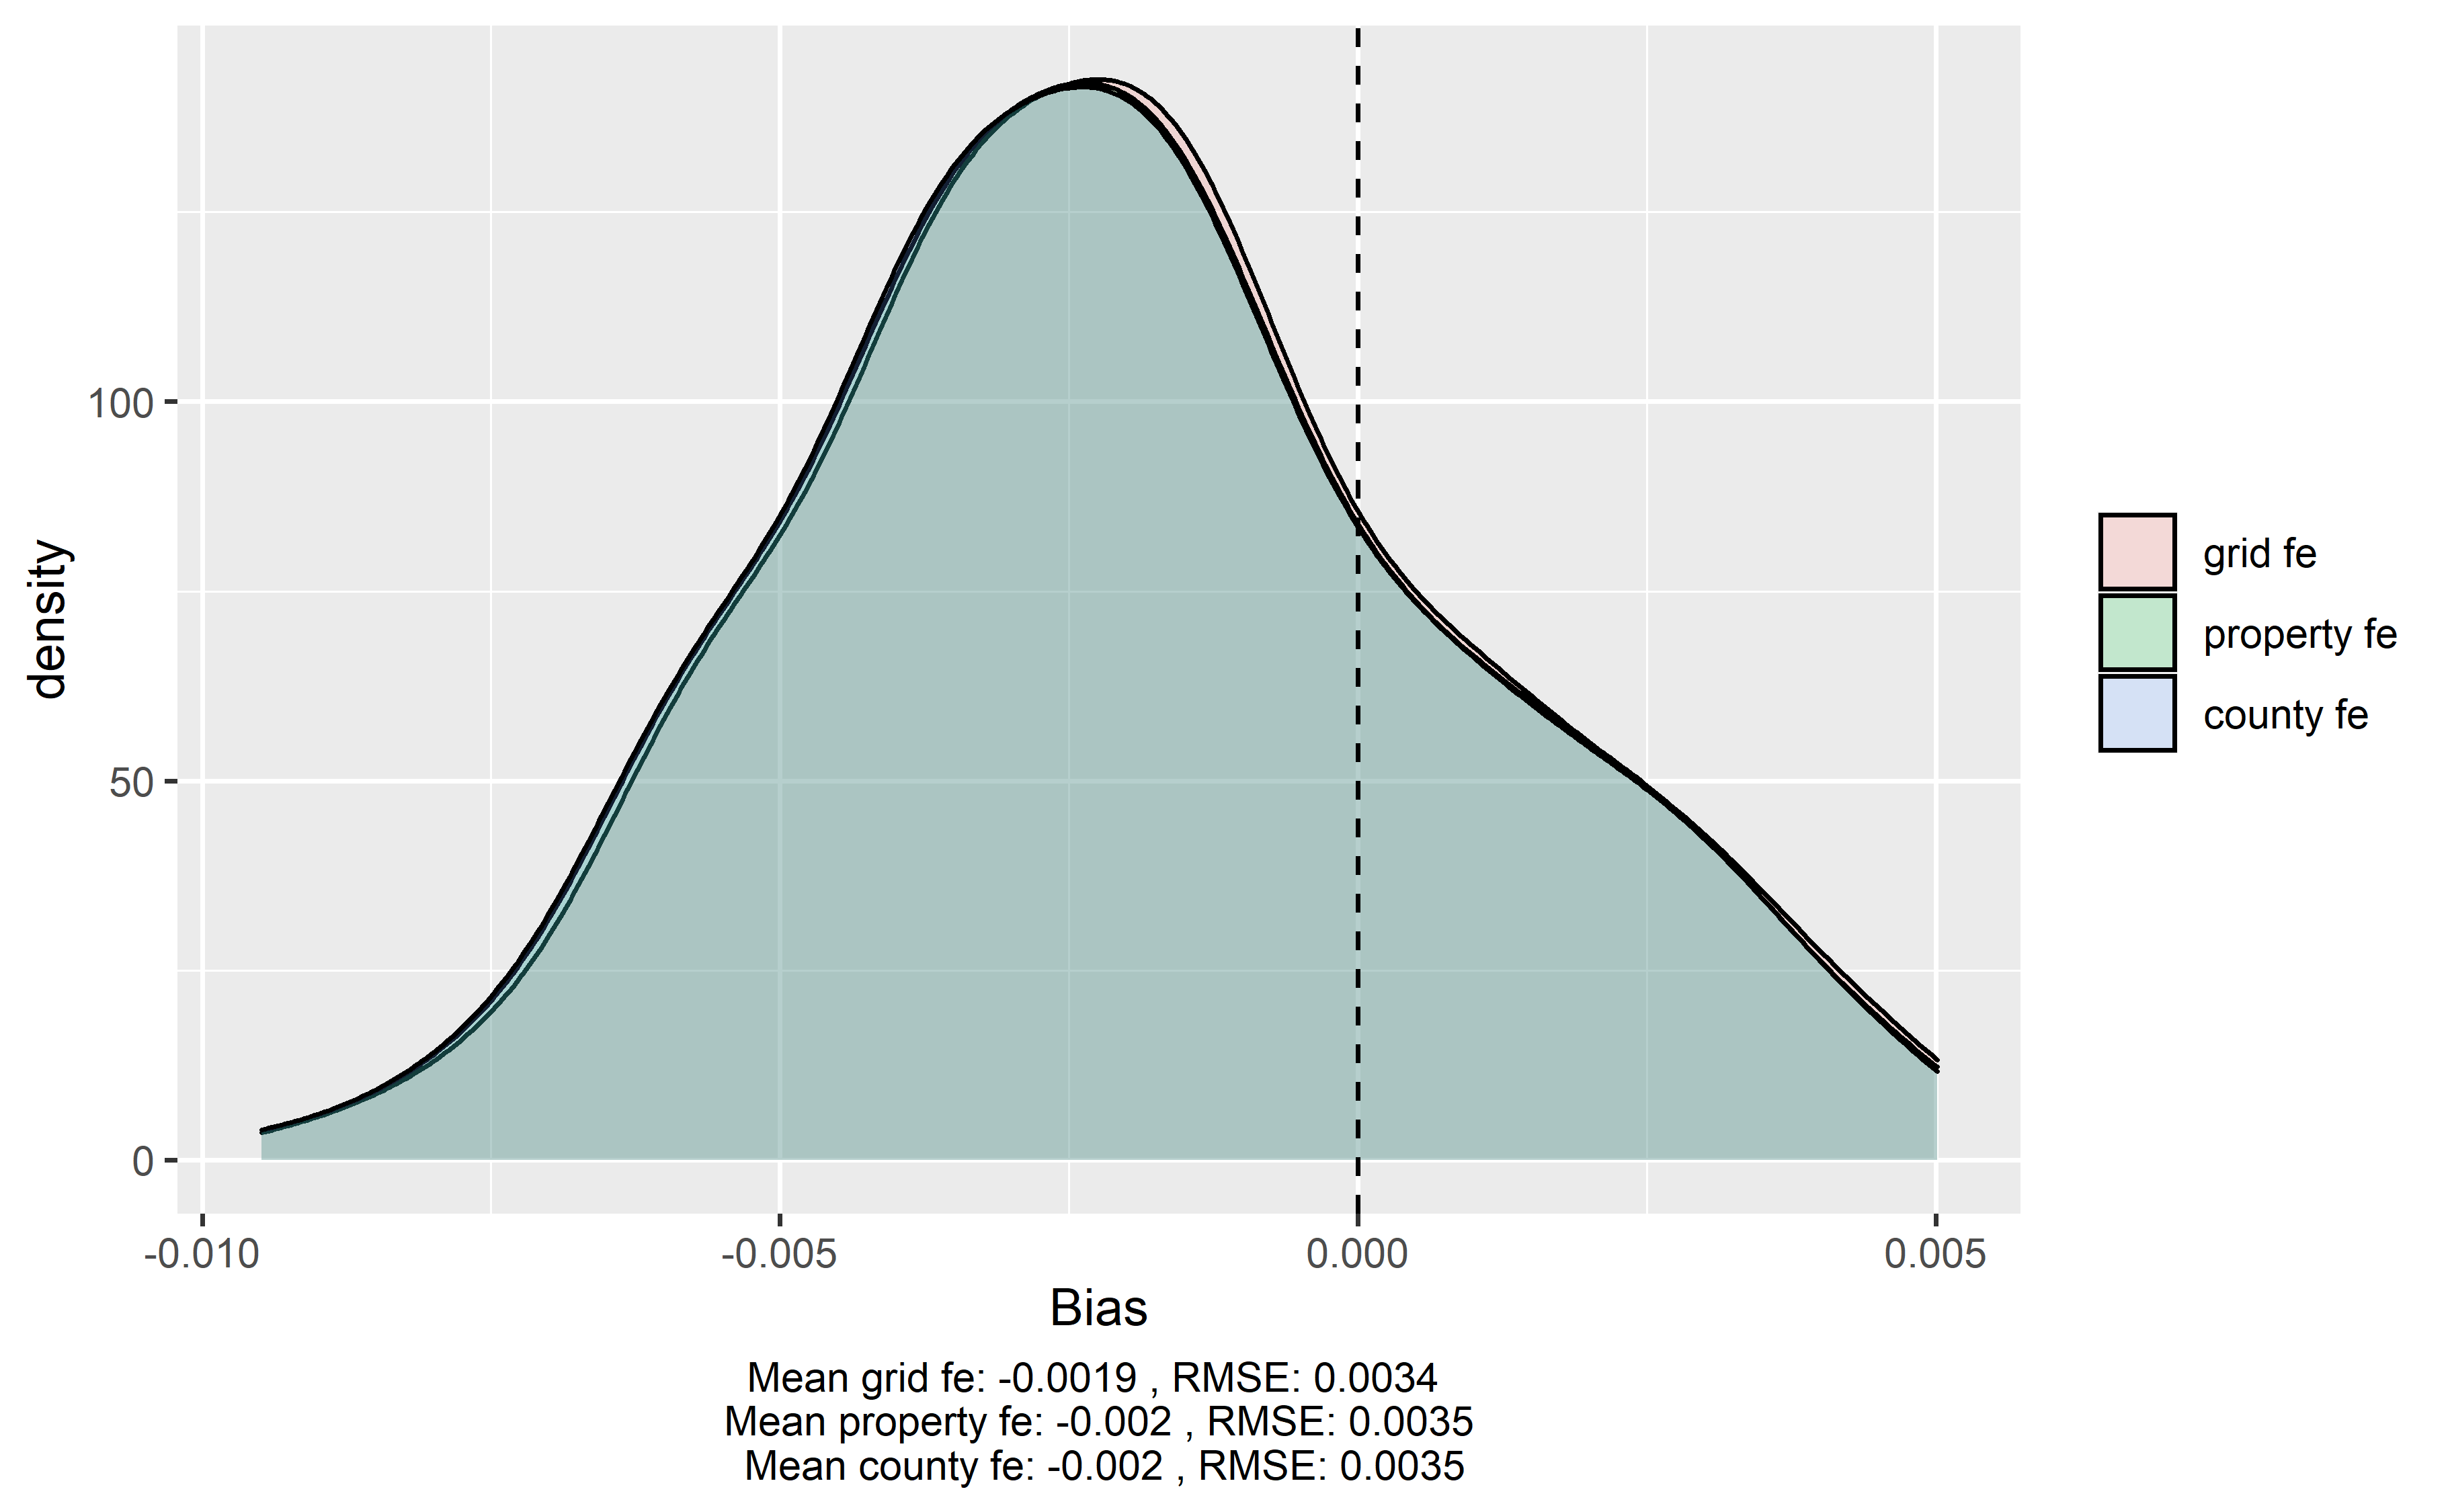 density
100
50
0
-0.010
-0.005
0.000
0.005
Bias
grid fe
property fe
county fe
Mean grid fe: -0.0019 , RMSE: 0.0034
Mean property fe: -0.002 , RMSE: 0.0035
Mean county fe: -0.002 , RMSE: 0.0035